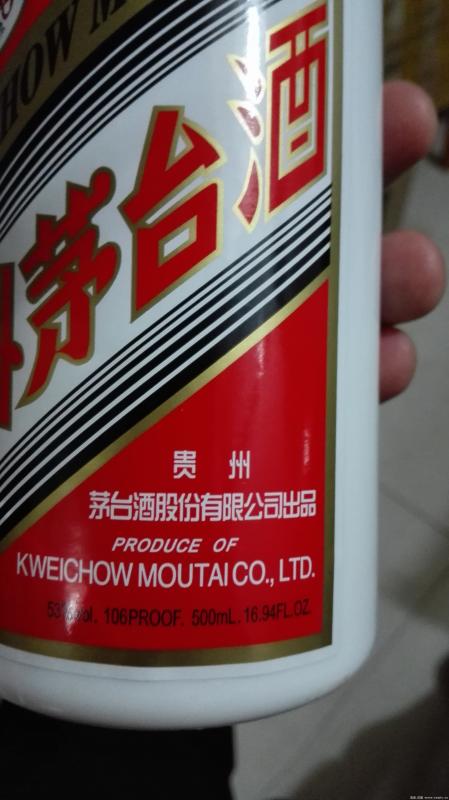 HOW M
茅台酒
贵 州
茅台酒股份有限公司出品
PRODUCE OF
KWEICHOW MOUTAI CO., LTD.
53%vol. 106PROOF. 500mL. 16.94FL.OZ.